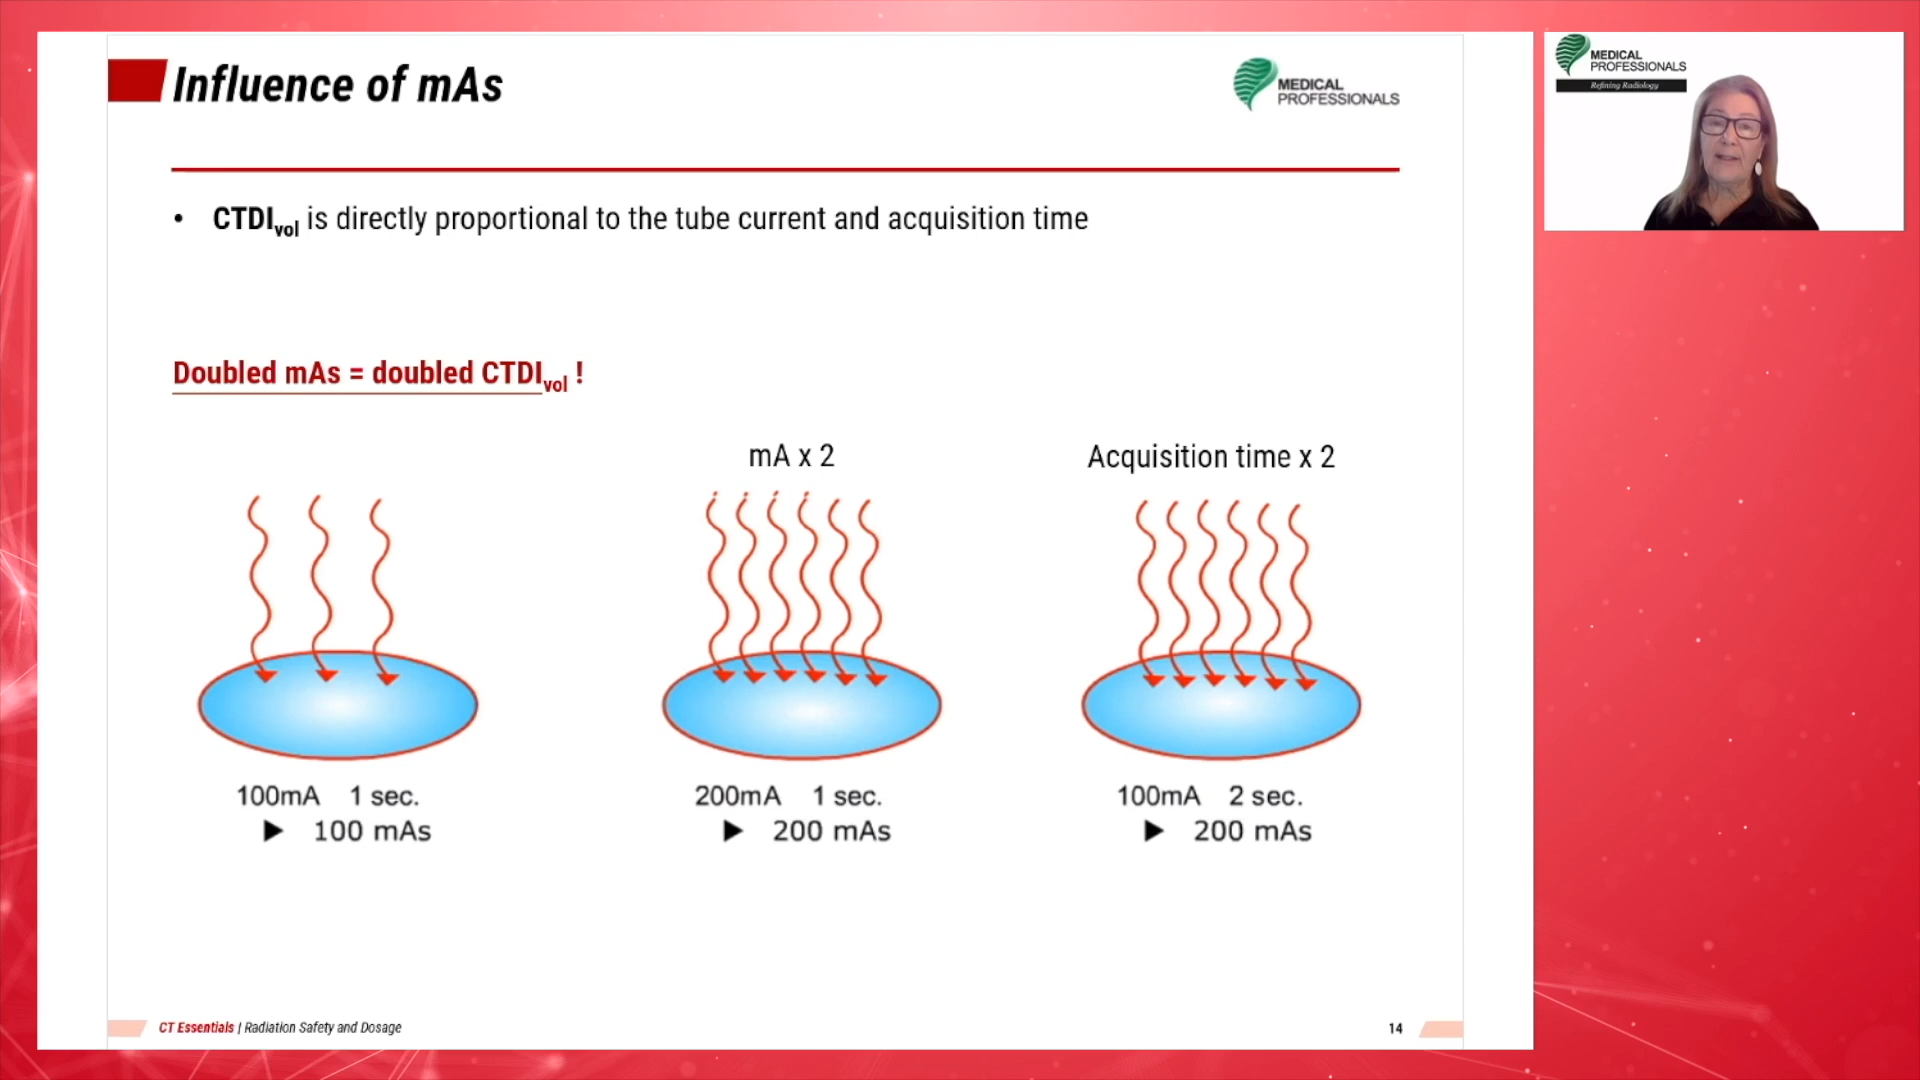 Influence of mAs
MEDICAL
PROFESSIONALS
MEDICAL
PROFESSIONALS
Refining Radiology
• CTDIvol is directly proportional to the tube current and acquisition time
Doubled mAs = doubled CTDIvol !
mA x 2
Acquisition time x 2
100mA 1 sec.
► 100 mAs
200mA 1 sec.
► 200 mAs
100mA 2 sec.
► 200 mAs
CT Essentials | Radiation Safety and Dosage
14